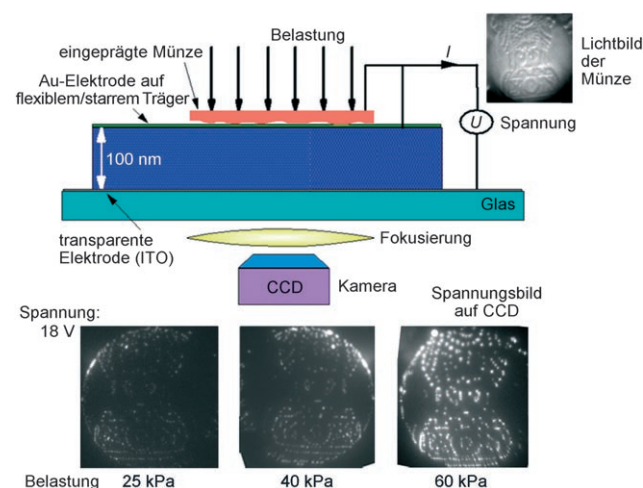 Belastung
eingeprägte Münze
I
Lichtbild
der
Münze
Au-Elektrode auf
flexiblem/starrem Träger
U
Spannung
100 nm
Glas
transparente
Elektrode (ITO)
Fokusierung
CCD
Kamera
Spannung:
18 V
Spannungsbild
auf CCD
Belastung 25 kPa 40 kPa 60 kPa